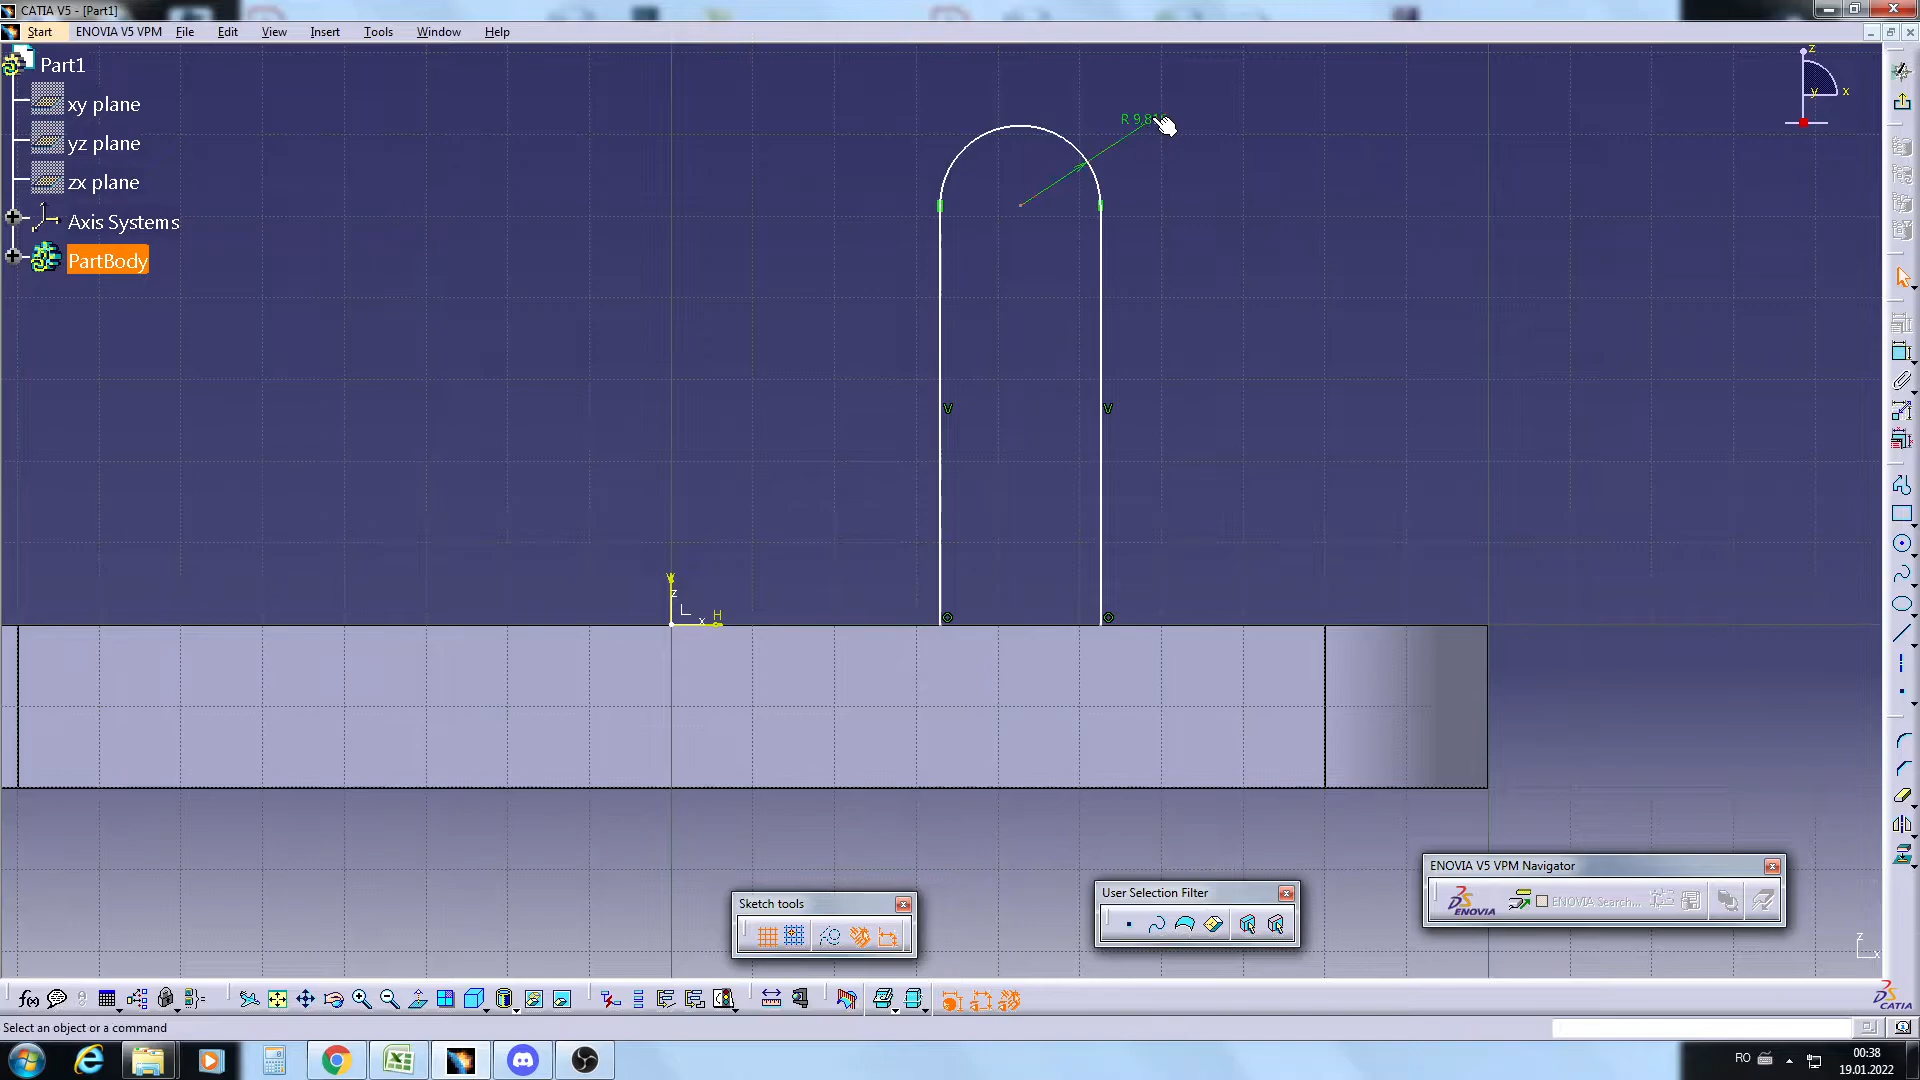 CATIA V5 - [Part1]
Start
ENOVIA V5 VPM
File
Edit
View
Insert
Tools
Window
Help
Part1
xy plane
yz plane
zx plane
Axis Systems
PartBody
z
y
x
V
V
V
z
x
H
Sketch tools
User Selection Filter
ENOVIA V5 VPM Navigator
ENOVIA
ENOVIA Search...
z
x
f(x)
CATIA
Select an object or a command
RO
00:38
19.01.2022